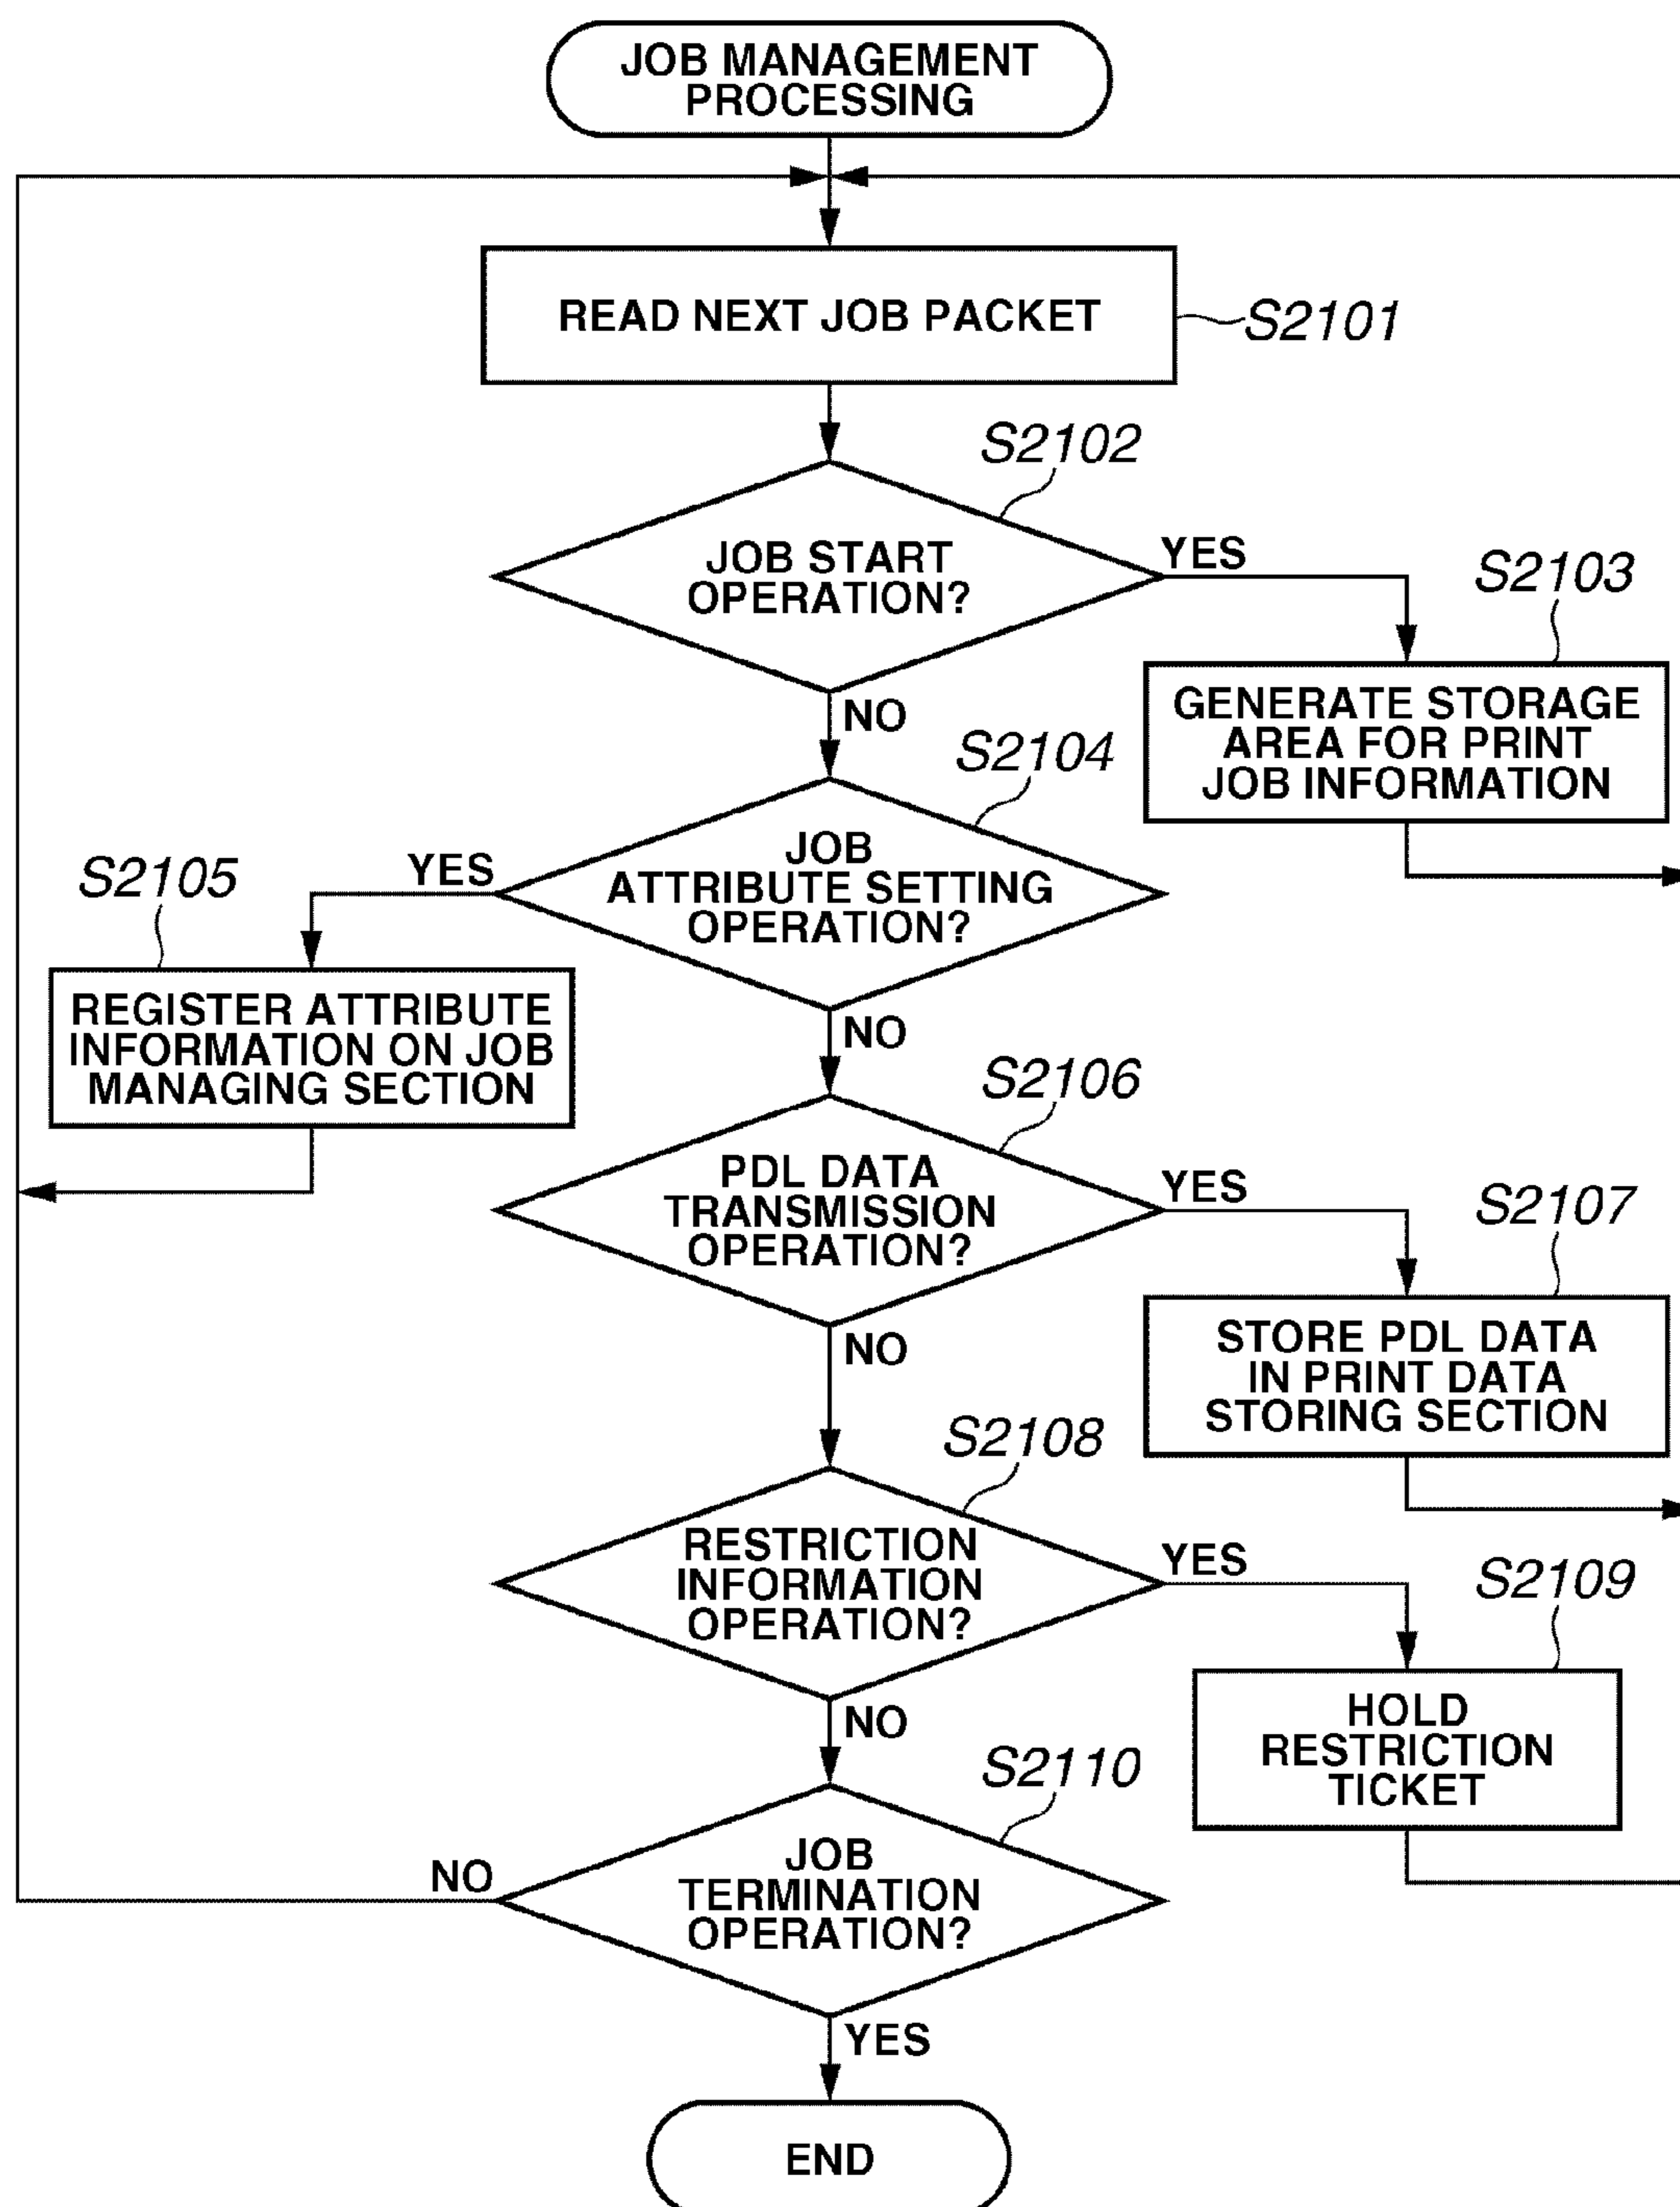 JOB MANAGEMENT
PROCESSING
READ NEXT JOB PACKET
S2101
S2102
JOB START
OPERATION?
YES
NO
S2103
GENERATE STORAGE
AREA FOR PRINT
JOB INFORMATION
S2104
JOB
ATTRIBUTE SETTING
OPERATION?
YES
NO
S2105
REGISTER ATTRIBUTE
INFORMATION ON JOB
MANAGING SECTION
S2106
PDL DATA
TRANSMISSION
OPERATION?
YES
NO
S2107
STORE PDL DATA
IN PRINT DATA
STORING SECTION
S2108
RESTRICTION
INFORMATION
OPERATION?
YES
NO
S2109
HOLD
RESTRICTION
TICKET
S2110
JOB
TERMINATION
OPERATION?
NO
YES
END